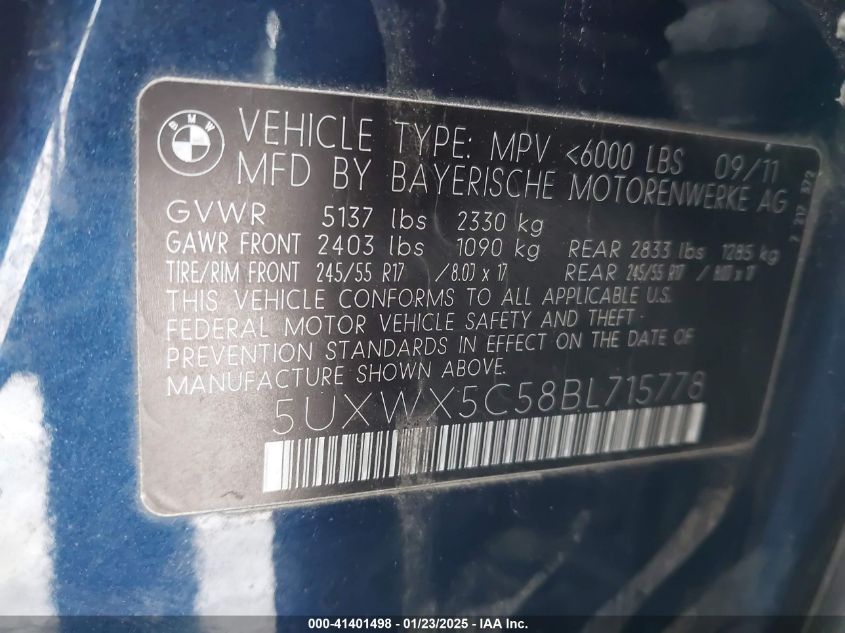 BMW
VEHICLE TYPE: MPV <6000 LBS 09/11
MFD BY BAYERISCHE MOTORENWERKE AG
GVWR 5137 lbs 2330 kg
GAWR FRONT 2403 lbs 1090 kg REAR 2833 lbs 1285 kg
TIRE/RIM FRONT 245/55 R17 /8.0J x 17 REAR 245/55 R17 / 8.0J x 17
THIS VEHICLE CONFORMS TO ALL APPLICABLE U.S.
FEDERAL MOTOR VEHICLE SAFETY AND THEFT
PREVENTION STANDARDS IN EFFECT ON THE DATE OF
MANUFACTURE SHOWN ABOVE.
5UXWX5C58BL715778
000-41401498 - 01/23/2025 - COPYRIGHT IAA, LLC.